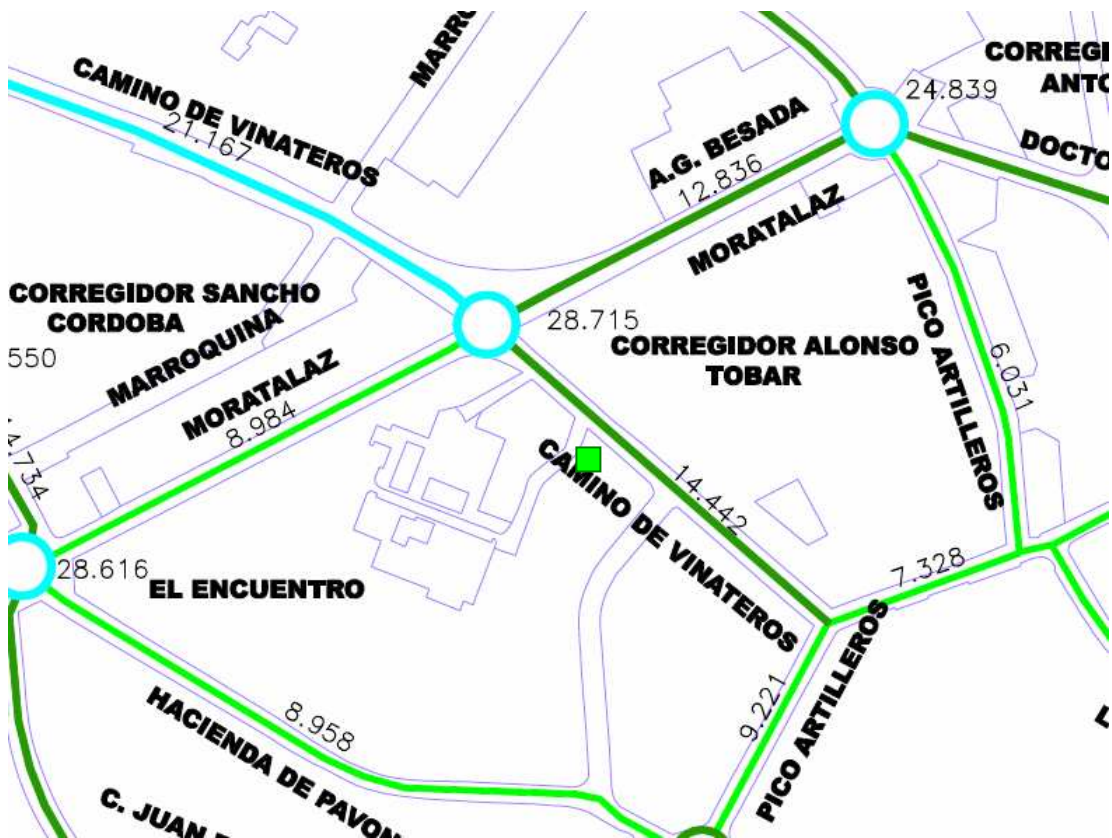 MARRO
CORREGI
ANTO
24.839
CAMINO DE VINATEROS
21.167
A.G. BESADA
12.836
DOCTO
MORATALAZ
CORREGIDOR SANCHO
CORDOBA
PICO ARTILLEROS
28.715
550
MARROQUINA
CORREGIDOR ALONSO
TOBAR
6.031
MORATALAZ
8.984
4.734
CAMINO DE VINATEROS
14.442
28.616
EL ENCUENTRO
7.328
PICO ARTILLEROS
9.221
HACIENDA DE PAVON
8.958
C. JUAN